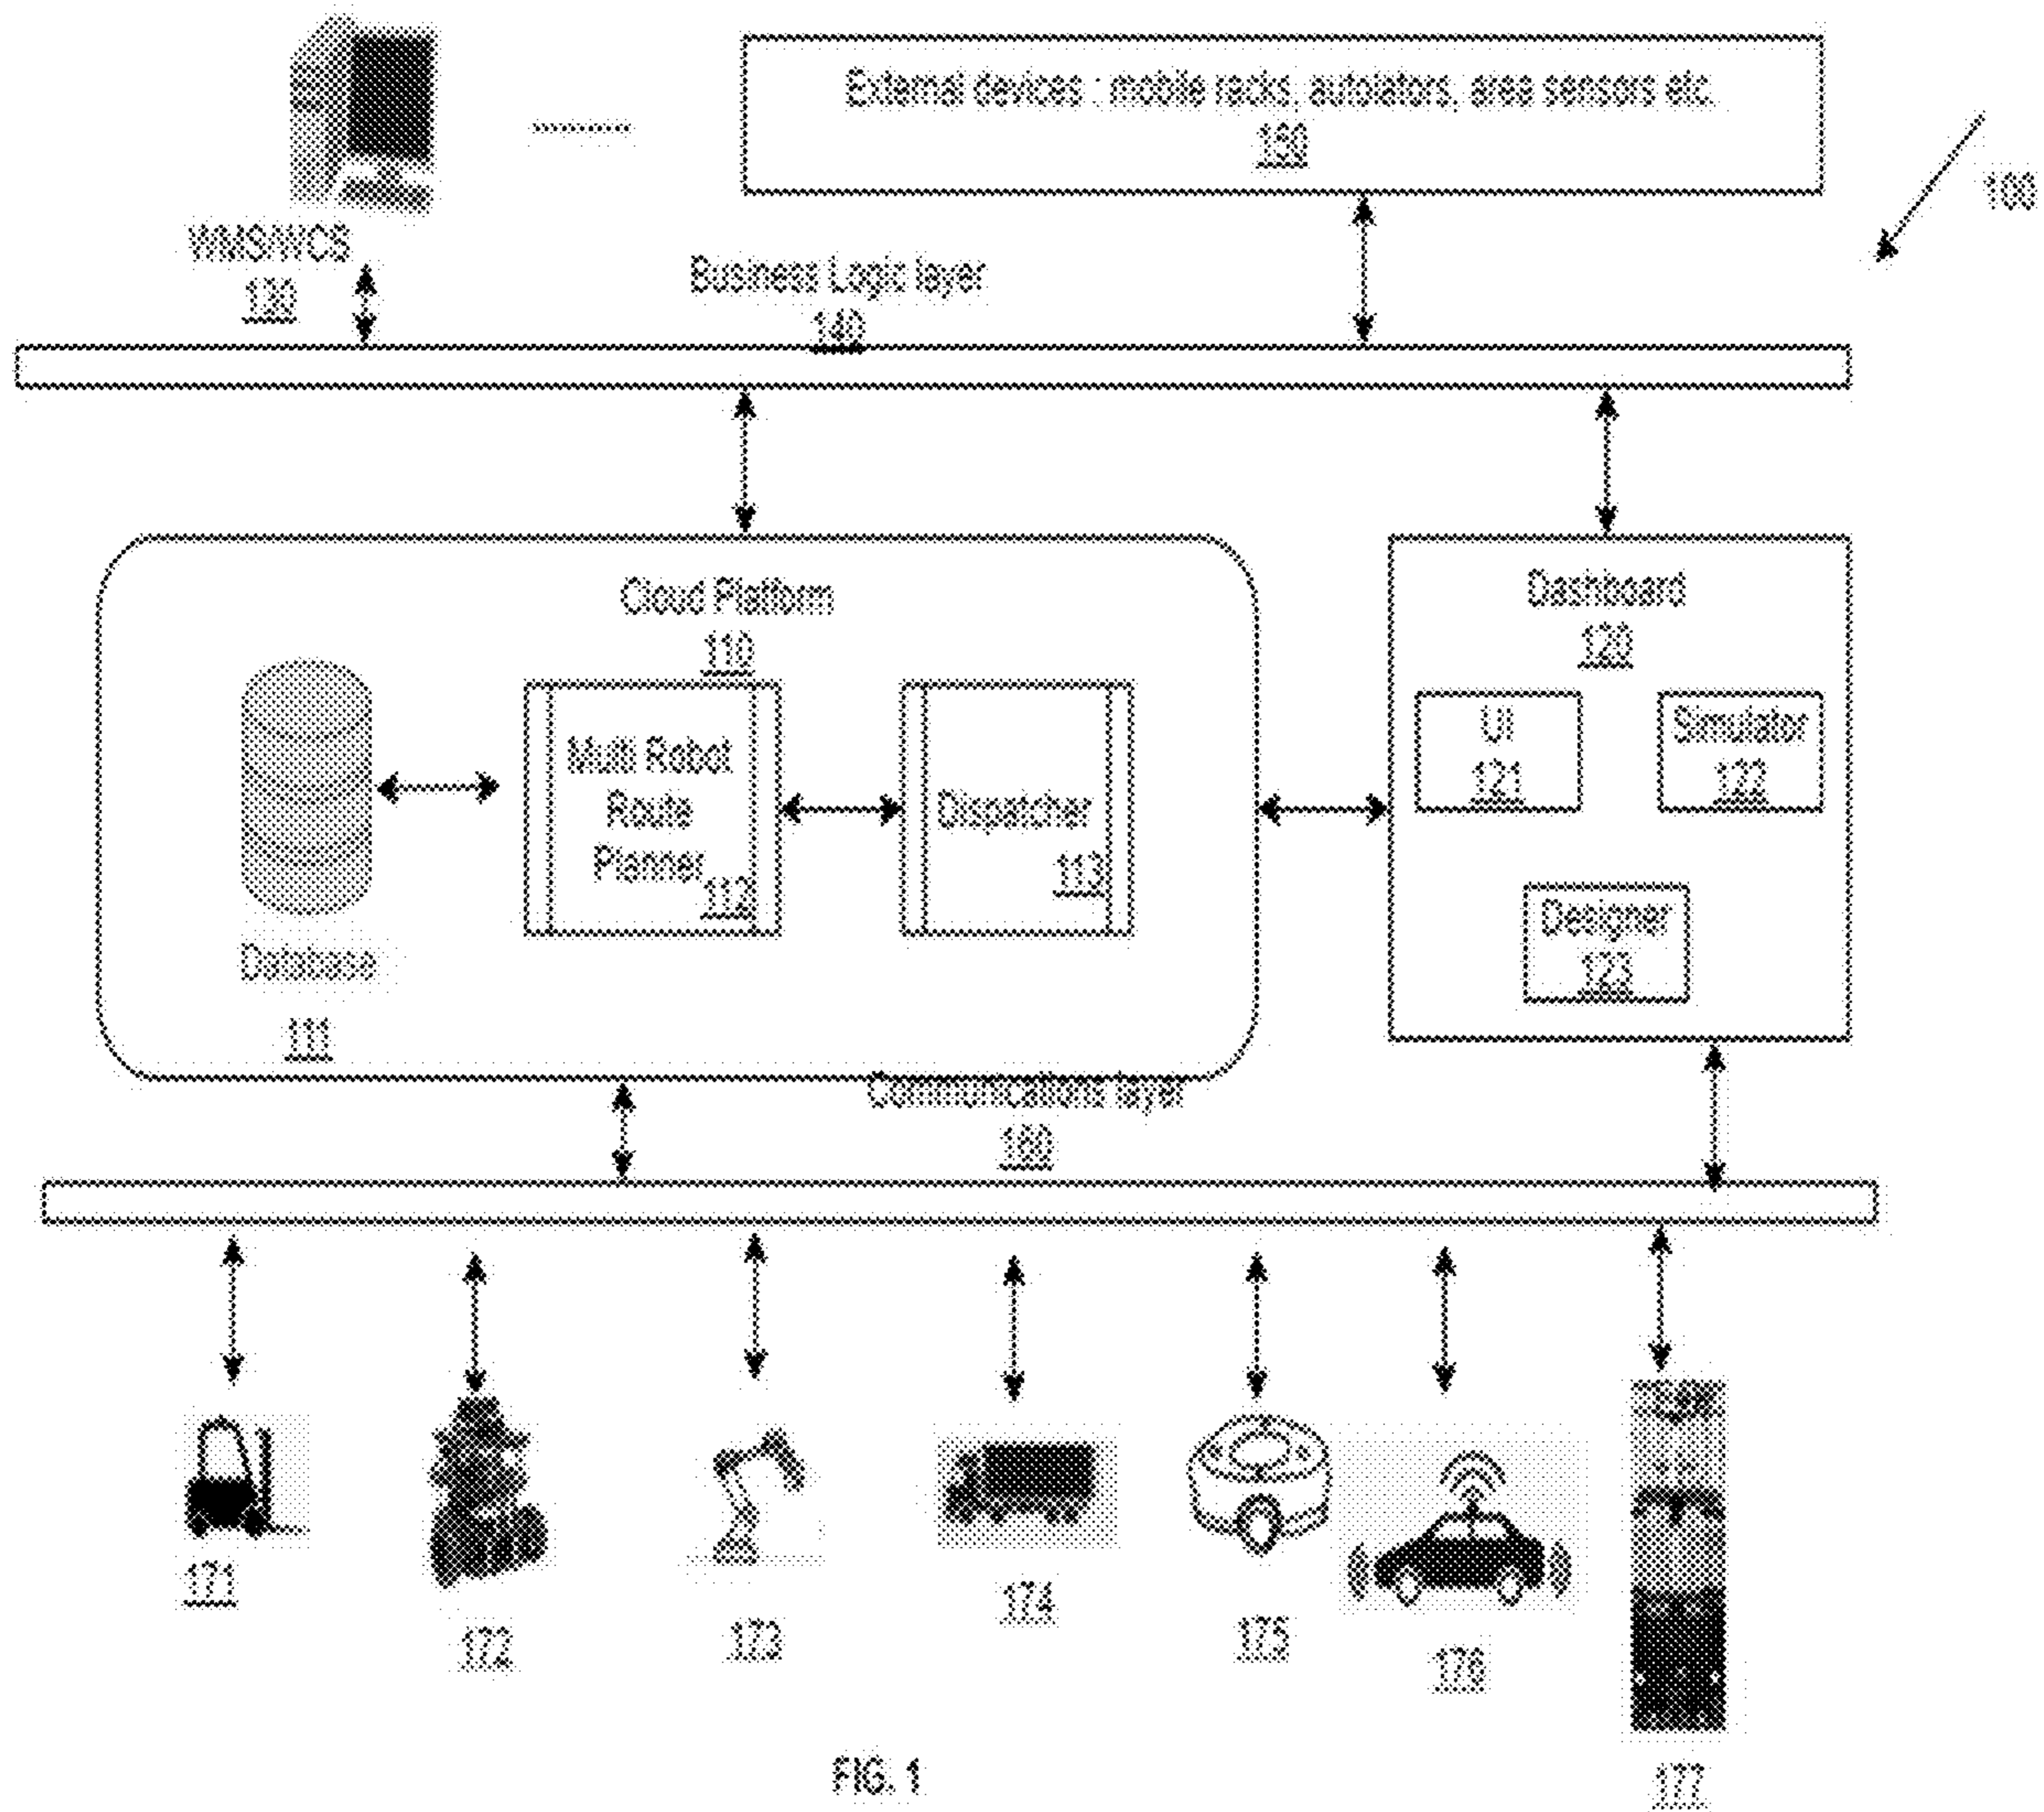 External devices : mobile racks, autolators, area sensors etc.
150
100
WMS/WCS
130
Business Logic layer
140
Cloud Platform
110
Dashboard
120
UI
121
Simulator
122
Multi Robot
Route
Planner
112
Dispatcher
113
Designer
123
Database
111
Communications layer
160
171
172
173
174
175
176
177
FIG. 1